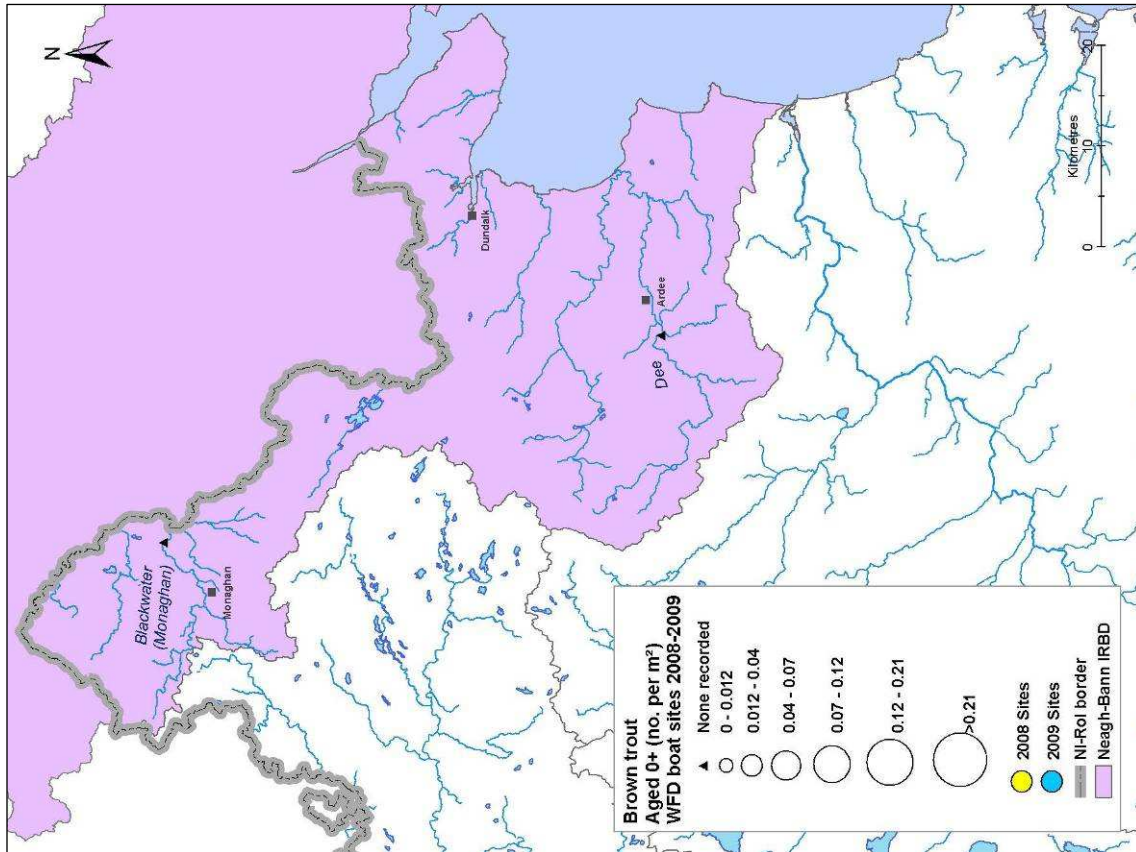 N
Dundalk
Ardee
Dee
Blackwater
(Monaghan)
Monaghan
0
10
20
Kilometres
Brown trout
Aged 0+ (no. per m²)
WFD boat sites 2008-2009
None recorded
0 - 0.012
0.012 - 0.04
0.04 - 0.07
0.07 - 0.12
0.12 - 0.21
>0.21
2008 Sites
2009 Sites
NI-RoI border
Neagh-Bann IRBD